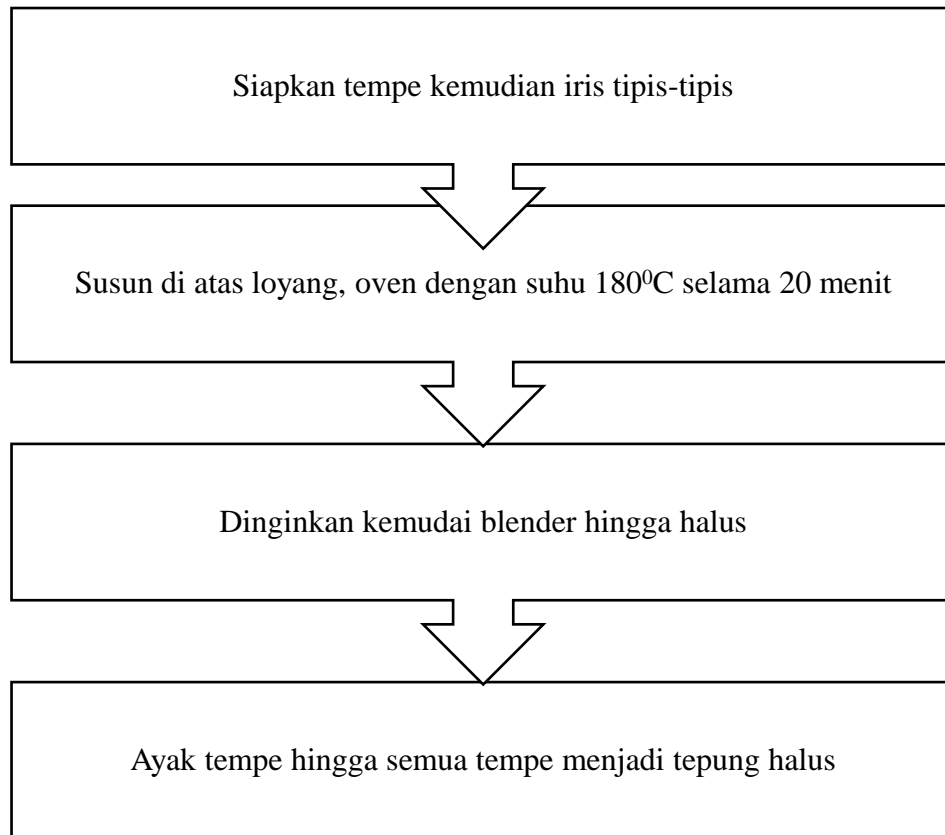 Siapkan tempe kemudian iris tipis-tipis
Susun di atas loyang, oven dengan suhu 180⁰C selama 20 menit
Dinginkan kemudai blender hingga halus
Ayak tempe hingga semua tempe menjadi tepung halus